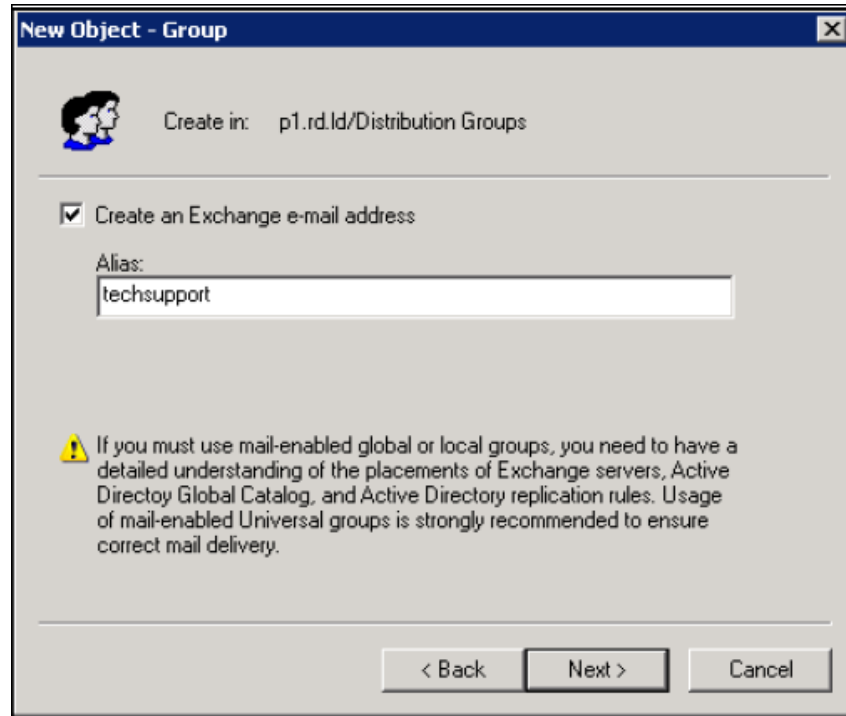 New Object - Group
Create in: p1.rd.ld/Distribution Groups
Create an Exchange e-mail address
Alias:
techsupport
If you must use mail-enabled global or local groups, you need to have a
detailed understanding of the placements of Exchange servers, Active
Directoy Global Catalog, and Active Directory replication rules. Usage
of mail-enabled Universal groups is strongly recommended to ensure
correct mail delivery.
< Back Next > Cancel